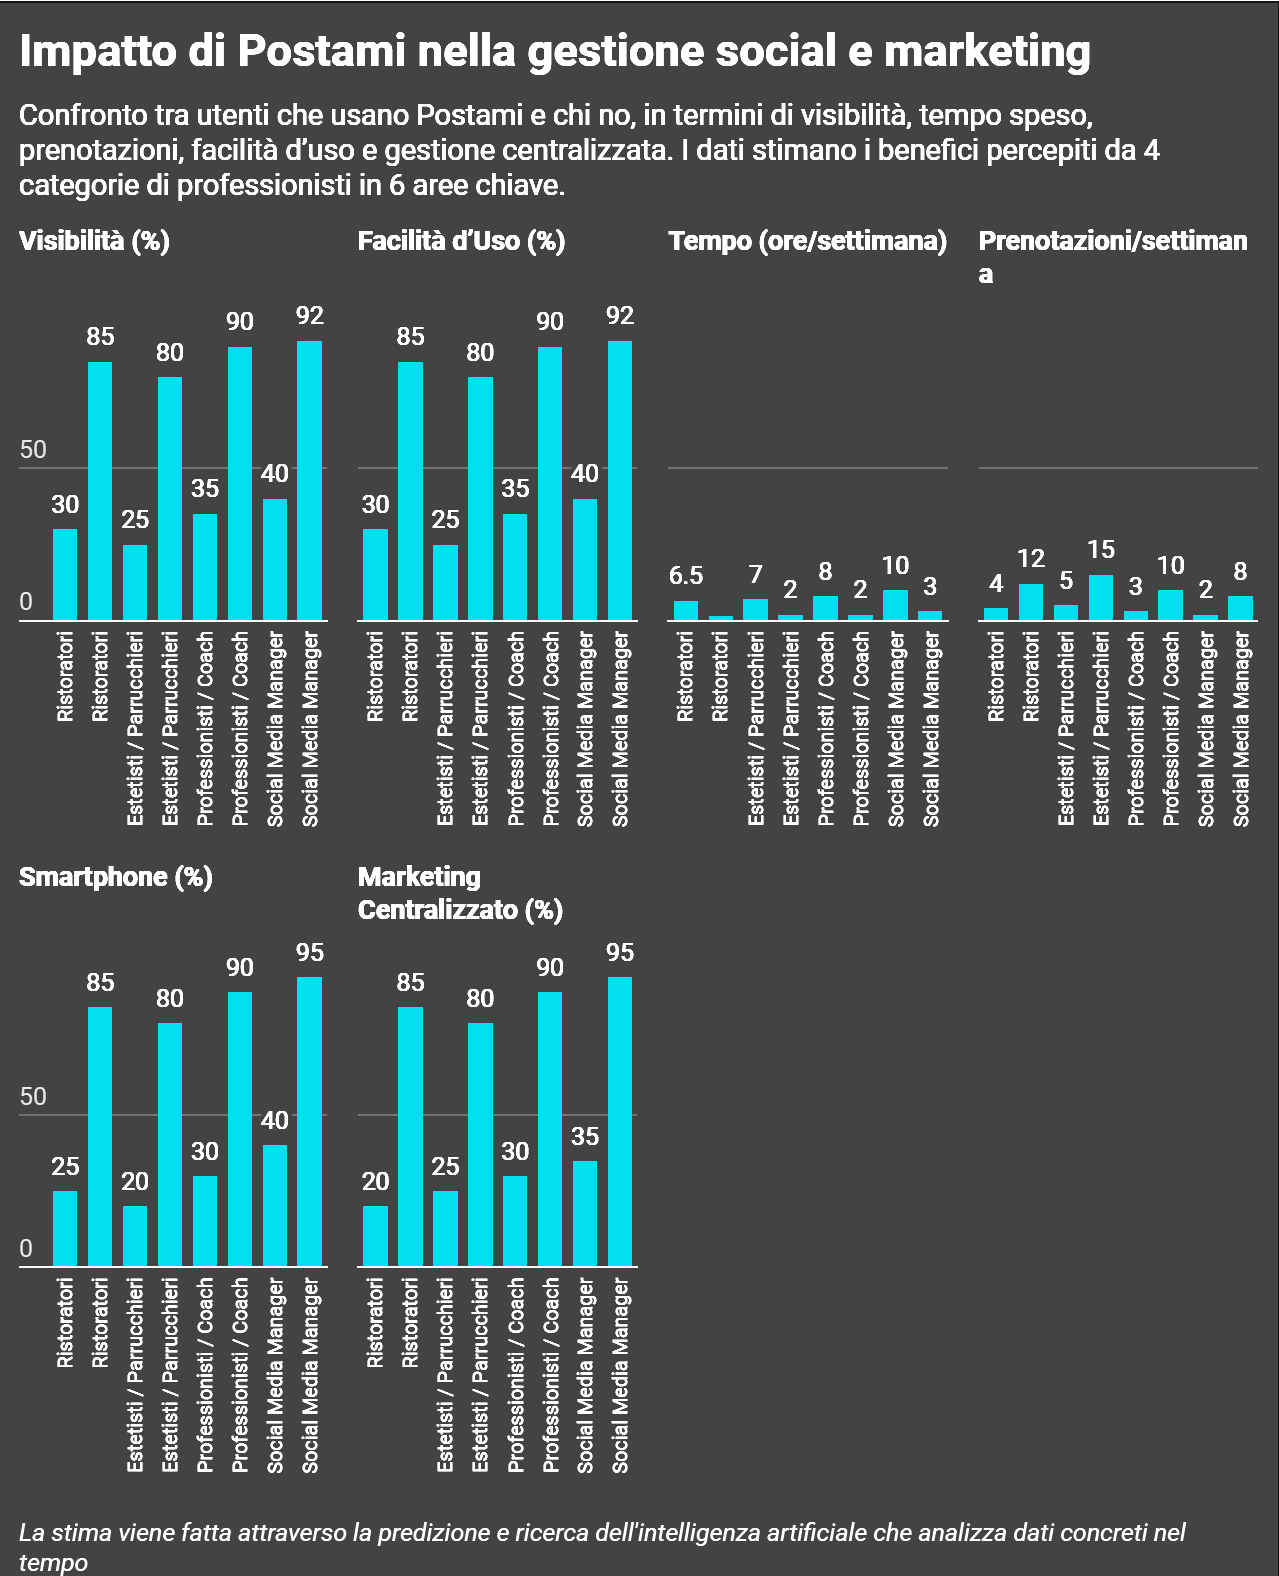 Impatto di Postami nella gestione social e marketing
Confronto tra utenti che usano Postami e chi no, in termini di visibilità, tempo speso,
prenotazioni, facilità d’uso e gestione centralizzata. I dati stimano i benefici percepiti da 4
categorie di professionisti in 6 aree chiave.
Visibilità (%)
50
0
30
85
25
80
35
90
40
92
Ristoratori
Ristoratori
Estetisti / Parrucchieri
Estetisti / Parrucchieri
Professionisti / Coach
Professionisti / Coach
Social Media Manager
Social Media Manager
Facilità d’Uso (%)
30
85
25
80
35
90
40
92
Ristoratori
Ristoratori
Estetisti / Parrucchieri
Estetisti / Parrucchieri
Professionisti / Coach
Professionisti / Coach
Social Media Manager
Social Media Manager
Tempo (ore/settimana)
6.5
7
2
8
2
10
3
Ristoratori
Ristoratori
Estetisti / Parrucchieri
Estetisti / Parrucchieri
Professionisti / Coach
Professionisti / Coach
Social Media Manager
Social Media Manager
Prenotazioni/settiman
a
4
12
5
15
3
10
2
8
Ristoratori
Ristoratori
Estetisti / Parrucchieri
Estetisti / Parrucchieri
Professionisti / Coach
Professionisti / Coach
Social Media Manager
Social Media Manager
Smartphone (%)
50
0
25
85
20
80
30
90
40
95
Ristoratori
Ristoratori
Estetisti / Parrucchieri
Estetisti / Parrucchieri
Professionisti / Coach
Professionisti / Coach
Social Media Manager
Social Media Manager
Marketing
Centralizzato (%)
20
85
25
80
30
90
35
95
Ristoratori
Ristoratori
Estetisti / Parrucchieri
Estetisti / Parrucchieri
Professionisti / Coach
Professionisti / Coach
Social Media Manager
Social Media Manager
La stima viene fatta attraverso la predizione e ricerca dell'intelligenza artificiale che analizza dati concreti nel
tempo